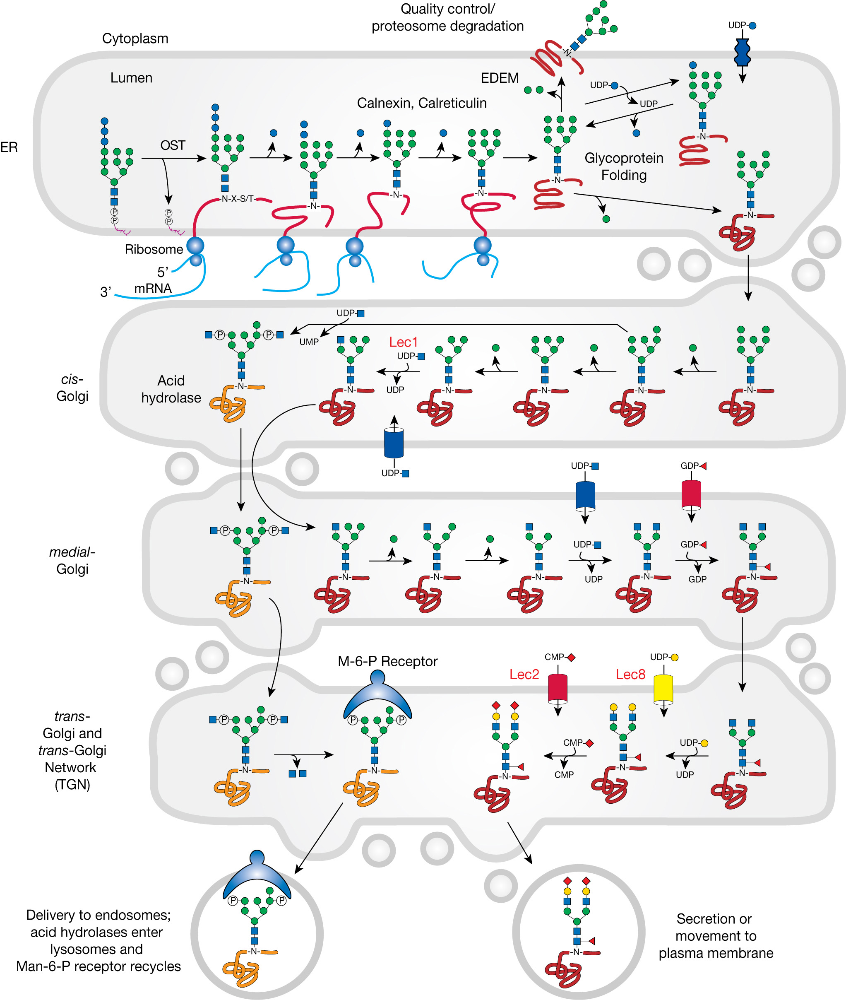 Quality control/
proteosome degradation
UDP-
Cytoplasm
Lumen
EDEM
UDP-
UDP
Calnexin, Calreticulin
-N-
ER
OST
-N-
Glycoprotein
Folding
-N-
-N-X-S/T-
-N-
-N-
-N-
P
P
P
P
-N-
Ribosome
5’
3’
mRNA
UDP-
P
P
UMP
Lec1
UDP-
UDP
cis-
Golgi
Acid
hydrolase
-N-
-N-
-N-
-N-
-N-
-N-
UDP-
UDP-
GDP-
P
P
UDP-
UDP
GDP-
GDP
medial-
Golgi
-N-
-N-
-N-
-N-
-N-
-N-
M-6-P Receptor
CMP-
UDP-
Lec2
Lec8
trans-
Golgi and
trans-Golgi
Network
(TGN)
P
P
P
P
CMP-
CMP
UDP-
UDP
-N-
-N-
-N-
-N-
-N-
P
P
-N-
-N-
Delivery to endosomes;
acid hydrolases enter
lysosomes and
Man-6-P receptor recycles
Secretion or
movement to
plasma membrane